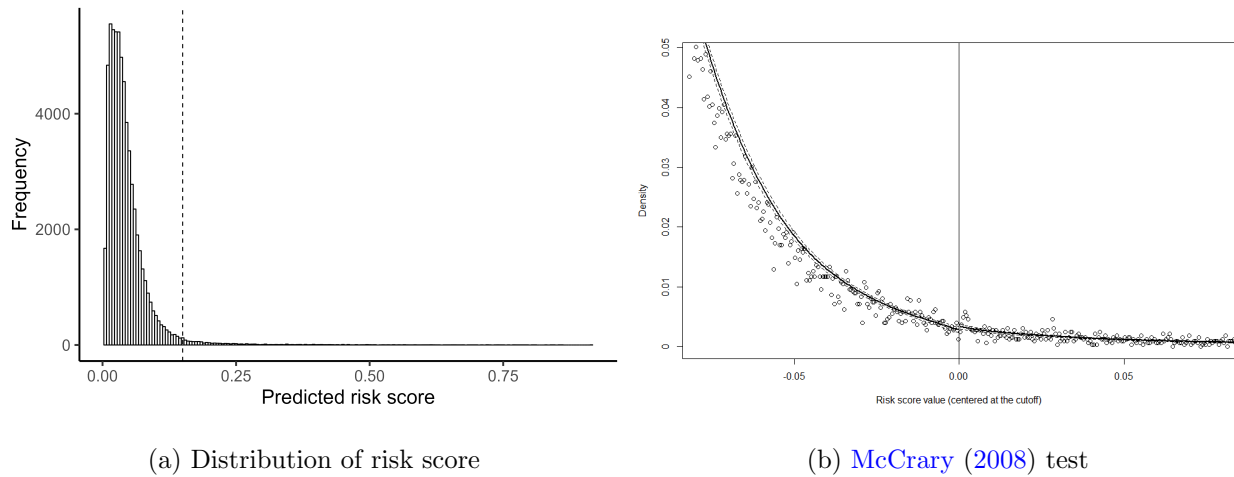 Frequency
4000
2000
0
0.00
0.25
0.50
0.75
Predicted risk score
(a) Distribution of risk score
Density
0.05
0.04
0.03
0.02
0.01
0
-0.05
0.00
0.05
Risk score value (centered at the cutoff)
(b) McCrary (2008) test